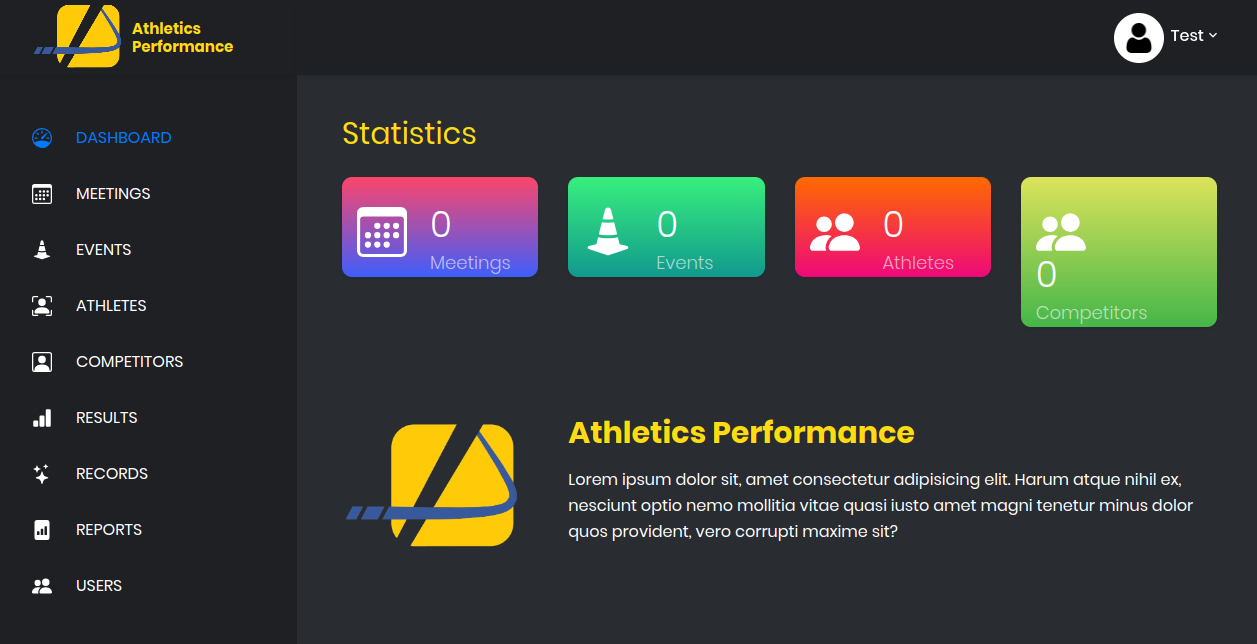 Athletics
Performance
Test
DASHBOARD
MEETINGS
EVENTS
ATHLETES
COMPETITORS
RESULTS
RECORDS
REPORTS
USERS
Statistics
0
Meetings
0
Events
0
Athletes
0
Competitors
Athletics Performance
Lorem ipsum dolor sit, amet consectetur adipisicing elit. Harum atque nihil ex,
nesciunt optio nemo mollitia vitae quasi iusto amet magni tenetur minus dolor
quos provident, vero corrupti maxime sit?